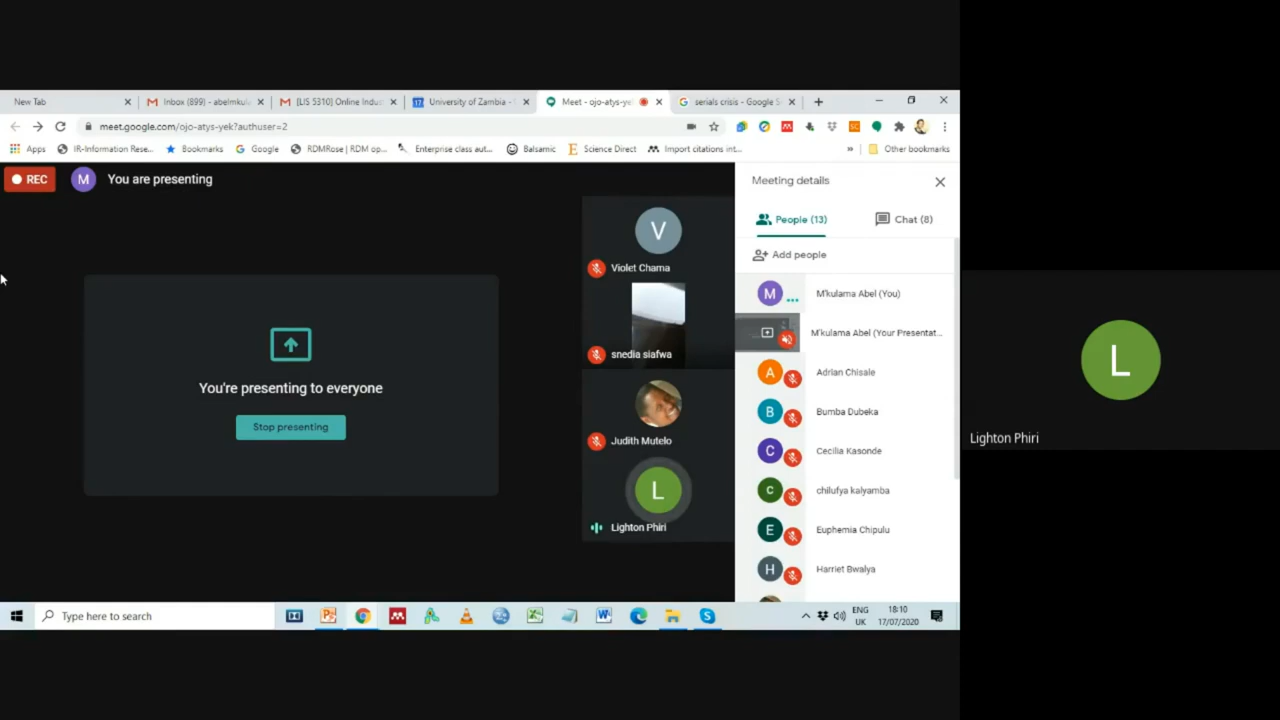 New Tab
Inbox (899) - abelmkul
[LIS 5310] Online Indu
University of Zambia -
Meet - ojo-atys-ye
serials crisis - Google S
meet.google.com/ojo-atys-yek?authuser=2
Apps
IR-Information Rese...
Bookmarks
Google
RDMRose | RDM op...
Enterprise class aut...
Balsamic
Science Direct
Import citations int...
»
Other bookmarks
REC
M
You are presenting
Meeting details
People (13)
Chat (8)
Add people
V
Violet Chama
snedia siafwa
Judith Mutelo
L
Lighton Phiri
You're presenting to everyone
Stop presenting
M
M'kulama Abel (You)
M'kulama Abel (Your Presentat...
A
Adrian Chisale
B
Bumba Dubeka
C
Cecilia Kasonde
c
chilufya kalyamba
E
Euphemia Chipulu
H
Harriet Bwalya
L
Lighton Phiri
Type here to search
ENG
UK
18:10
17/07/2020